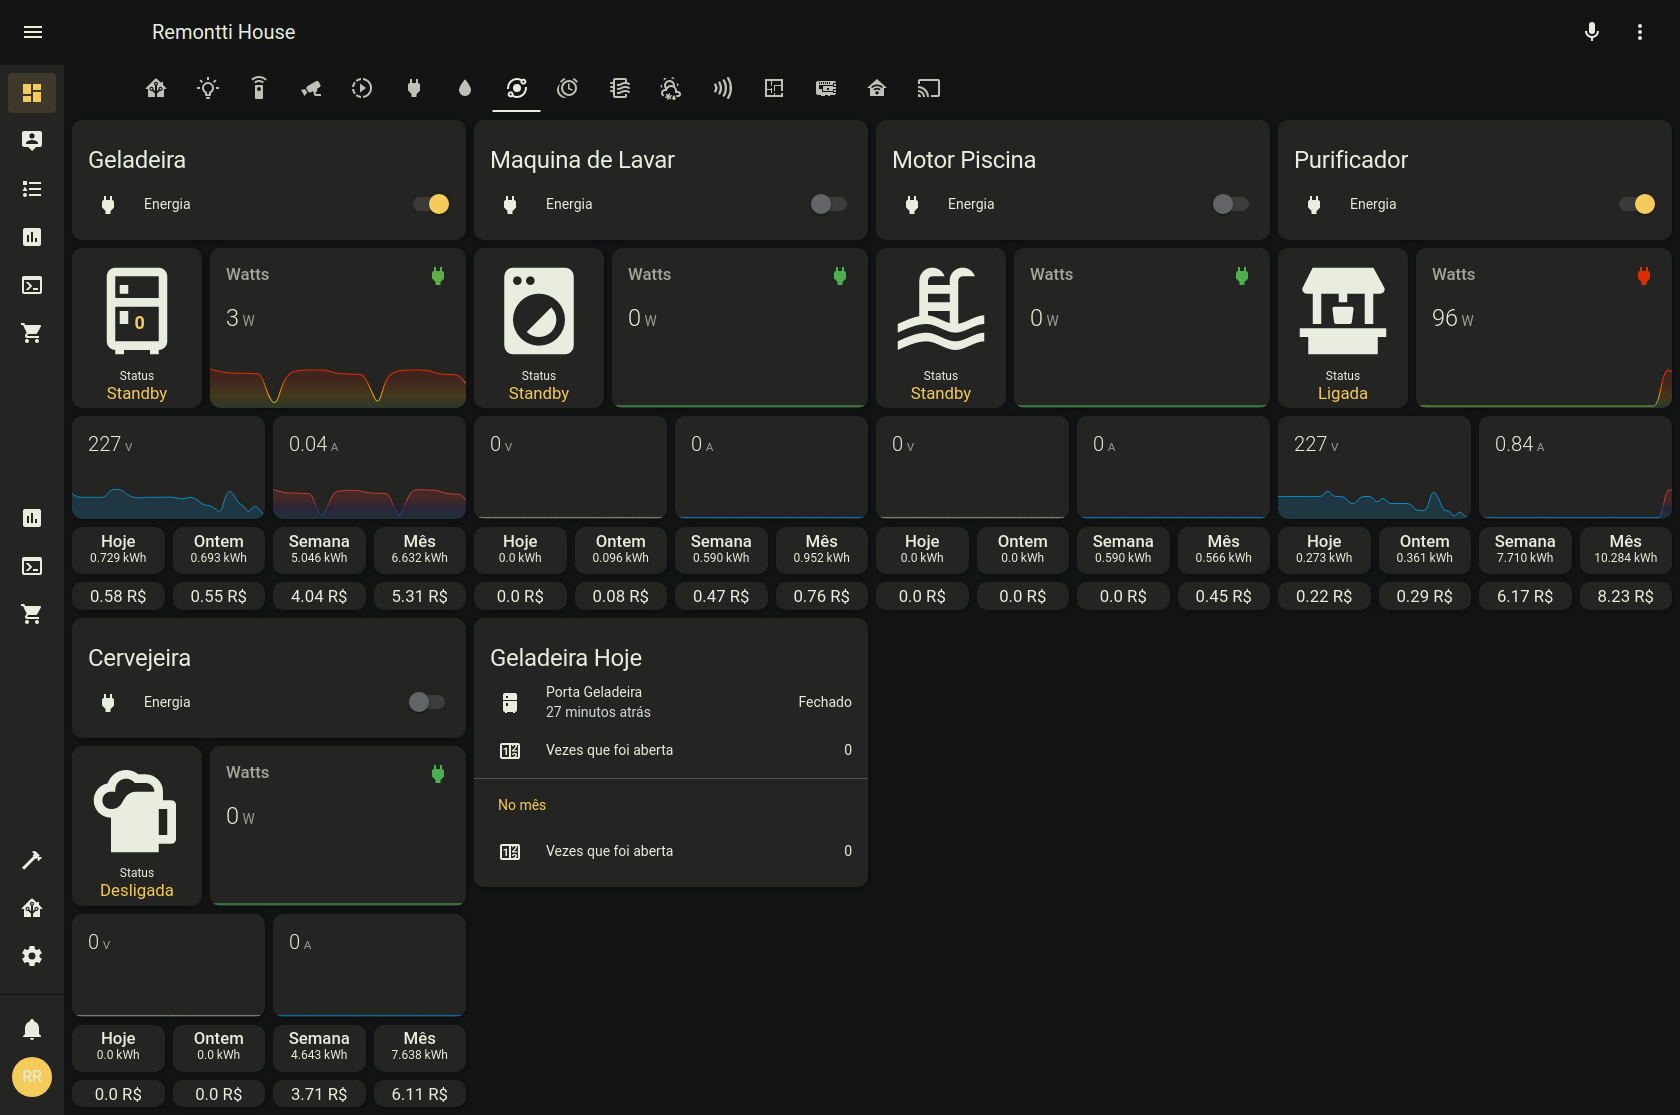 Remontti House
Geladeira
Energia
Maquina de Lavar
Energia
Motor Piscina
Energia
Purificador
Energia
0
Status
Standby
Watts
3 W
Status
Standby
Watts
0 W
Status
Standby
Watts
0 W
Status
Ligada
Watts
96 W
227 V
0.04 A
0 V
0 A
0 V
0 A
227 V
0.84 A
Hoje
0.729 kWh
Ontem
0.693 kWh
Semana
5.046 kWh
Mês
6.632 kWh
Hoje
0.0 kWh
Ontem
0.096 kWh
Semana
0.590 kWh
Mês
0.952 kWh
Hoje
0.0 kWh
Ontem
0.0 kWh
Semana
0.590 kWh
Mês
0.566 kWh
Hoje
0.273 kWh
Ontem
0.361 kWh
Semana
7.710 kWh
Mês
10.284 kWh
0.58 R$
0.55 R$
4.04 R$
5.31 R$
0.0 R$
0.08 R$
0.47 R$
0.76 R$
0.0 R$
0.0 R$
0.0 R$
0.45 R$
0.22 R$
0.29 R$
6.17 R$
8.23 R$
Cervejeira
Energia
Status
Desligada
Watts
0 W
0 V
0 A
Hoje
0.0 kWh
Ontem
0.0 kWh
Semana
4.643 kWh
Mês
7.638 kWh
0.0 R$
0.0 R$
3.71 R$
6.11 R$
Geladeira Hoje
Porta Geladeira
27 minutos atrás
Fechado
Vezes que foi aberta 0
No mês
Vezes que foi aberta 0
RR